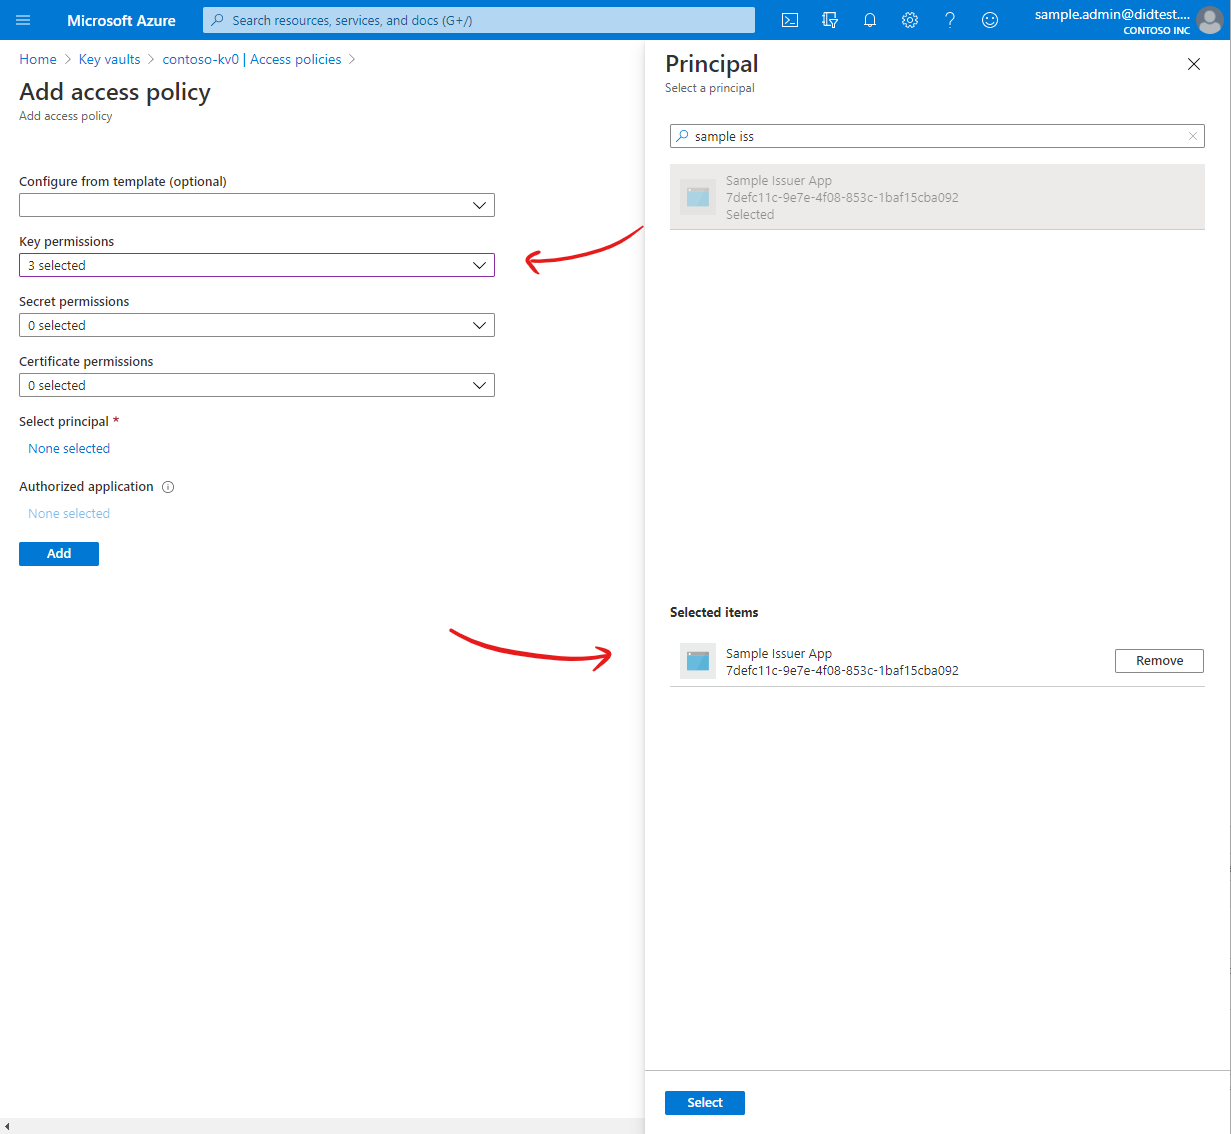 Microsoft Azure
Search resources, services, and docs (G+/)
sample.admin@didtest....
CONTOSO INC
Home > Key vaults > contoso-kv0 | Access policies >
Add access policy
Add access policy
Configure from template (optional)
Key permissions
3 selected
Secret permissions
0 selected
Certificate permissions
0 selected
Select principal *
None selected
Authorized application
None selected
Add
Principal
Select a principal
sample iss
Sample Issuer App
7defc11c-9e7e-4f08-853c-1baf15cba092
Selected
Selected items
Sample Issuer App
7defc11c-9e7e-4f08-853c-1baf15cba092
Remove
Select